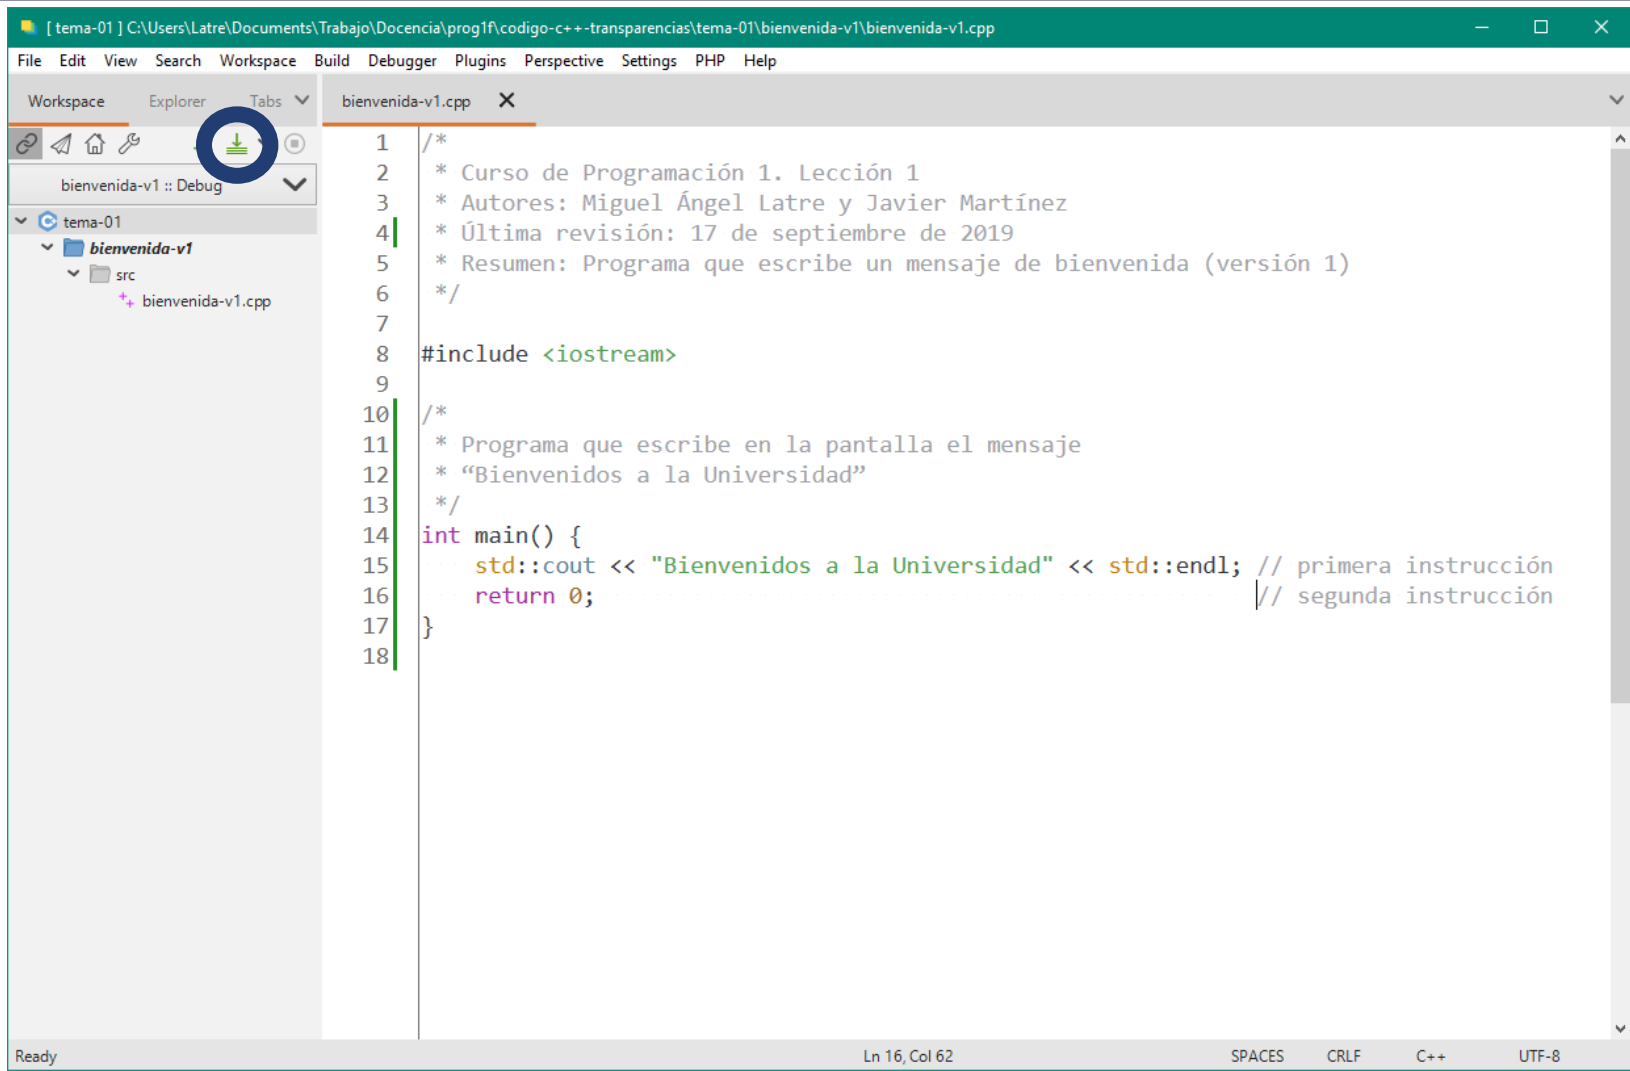 [ tema-01 ] C:\Users\Latre\Documents\Trabajo\Docencia\prog1f\codigo-c++-transparencias\tema-01\bienvenida-v1\bienvenida-v1.cpp
File Edit View Search Workspace Build Debugger Plugins Perspective Settings PHP Help
Workspace Explorer Tabs
bienvenida-v1.cpp
bienvenida-v1 :: Debug
tema-01
bienvenida-v1
src
bienvenida-v1.cpp
1 /*
2  * Curso de Programación 1. Lección 1
3  * Autores: Miguel Ángel Latre y Javier Martínez
4  * Última revisión: 17 de septiembre de 2019
5  * Resumen: Programa que escribe un mensaje de bienvenida (versión 1)
6  */
7
8 #include <iostream>
9
10 /*
11  * Programa que escribe en la pantalla el mensaje
12  * “Bienvenidos a la Universidad”
13  */
14 int main() {
15     std::cout << "Bienvenidos a la Universidad" << std::endl; // primera instrucción
16     return 0;                                                 // segunda instrucción
17 }
18
Ready Ln 16, Col 62 SPACES CRLF C++ UTF-8